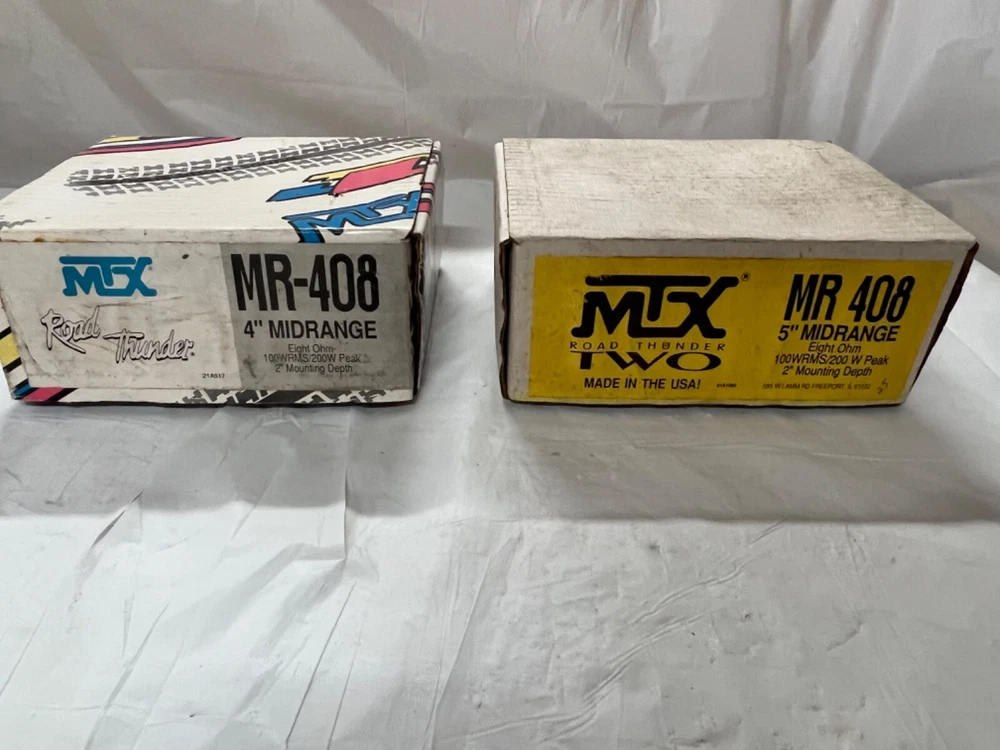 MTX
MTX
Road Thunder
MR-408
4" MIDRANGE
Eight Ohm
100WRMS/200W Peak
2" Mounting Depth
MTX®
ROAD THUNDER
TWO
MADE IN THE USA!
MR 408
5" MIDRANGE
Eight Ohm
100WRMS/200 W Peak
2" Mounting Depth